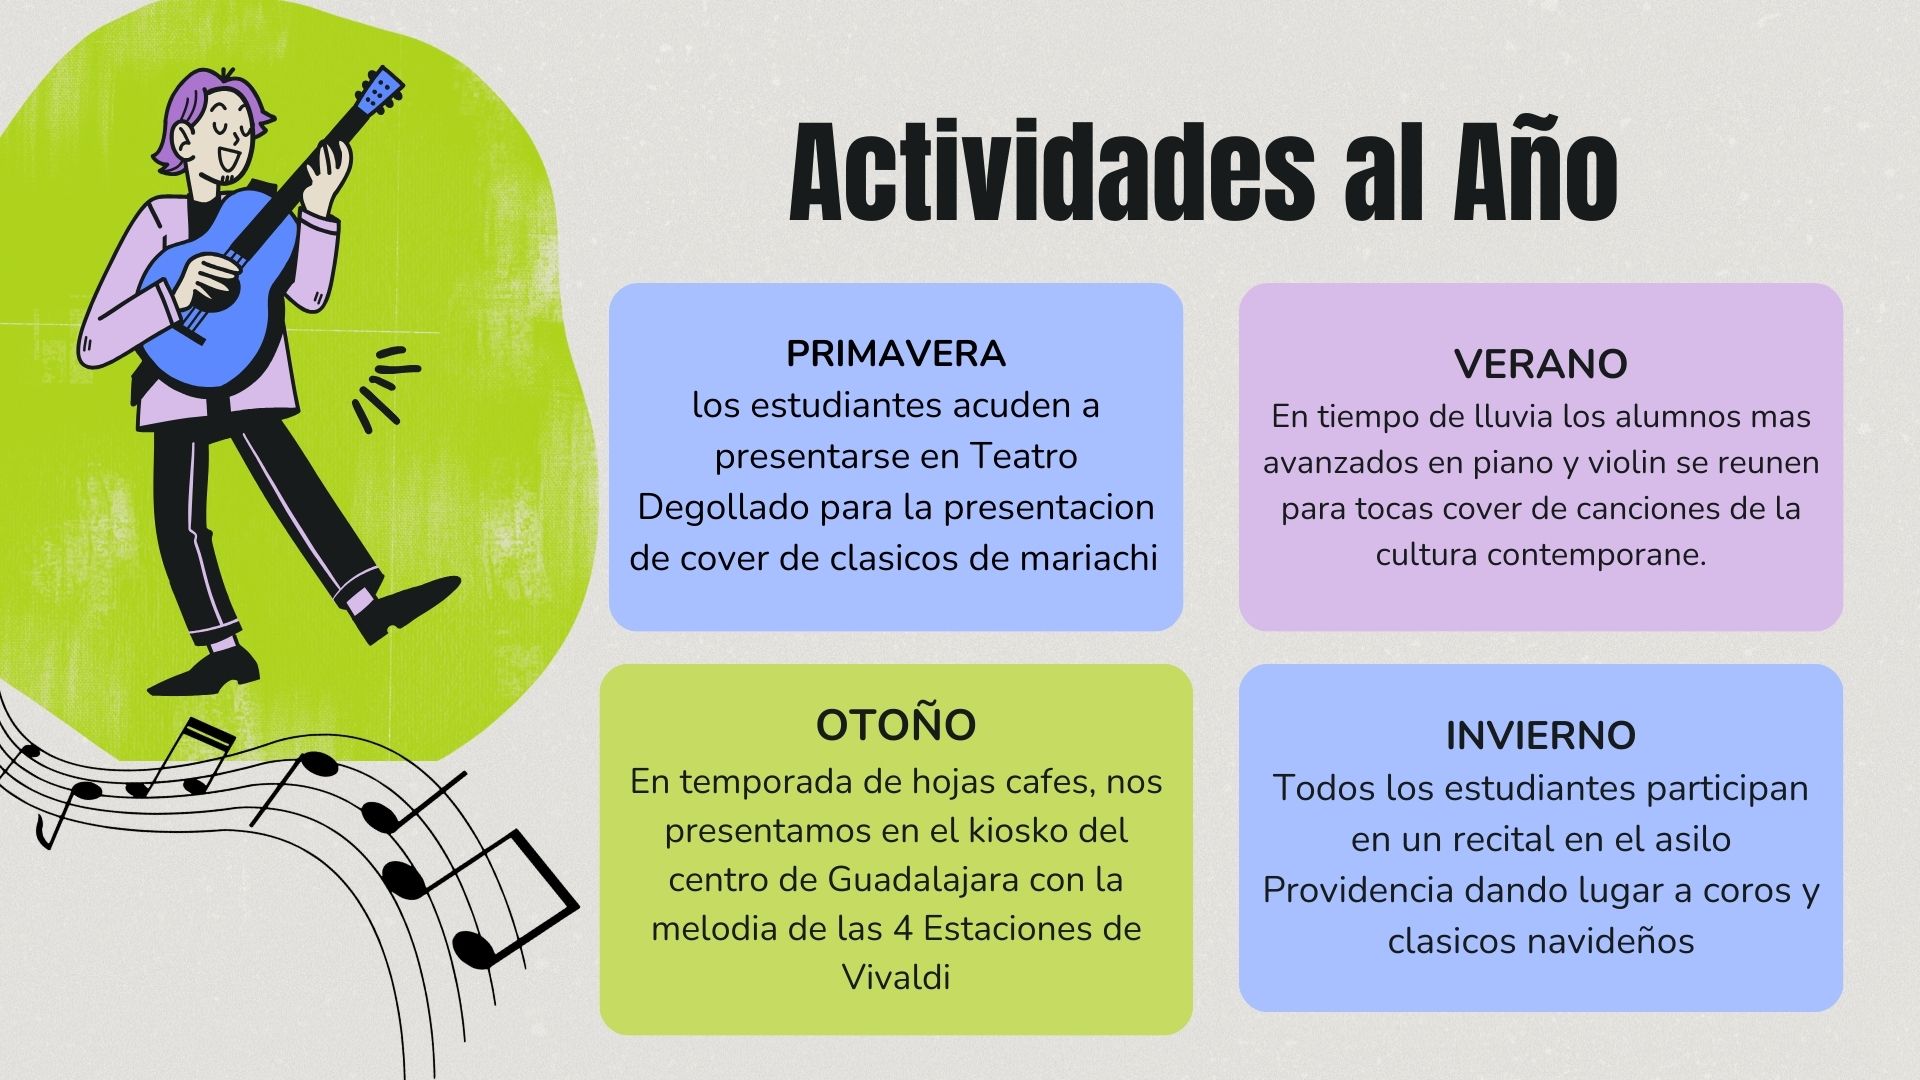 Actividades al Año
PRIMAVERA
los estudiantes acuden a
presentarse en Teatro
Degollado para la presentacion
de cover de clasicos de mariachi
VERANO
En tiempo de lluvia los alumnos mas
avanzados en piano y violin se reunen
para tocas cover de canciones de la
cultura contemporane.
OTOÑO
En temporada de hojas cafes, nos
presentamos en el kiosko del
centro de Guadalajara con la
melodia de las 4 Estaciones de
Vivaldi
INVIERNO
Todos los estudiantes participan
en un recital en el asilo
Providencia dando lugar a coros y
clasicos navideños